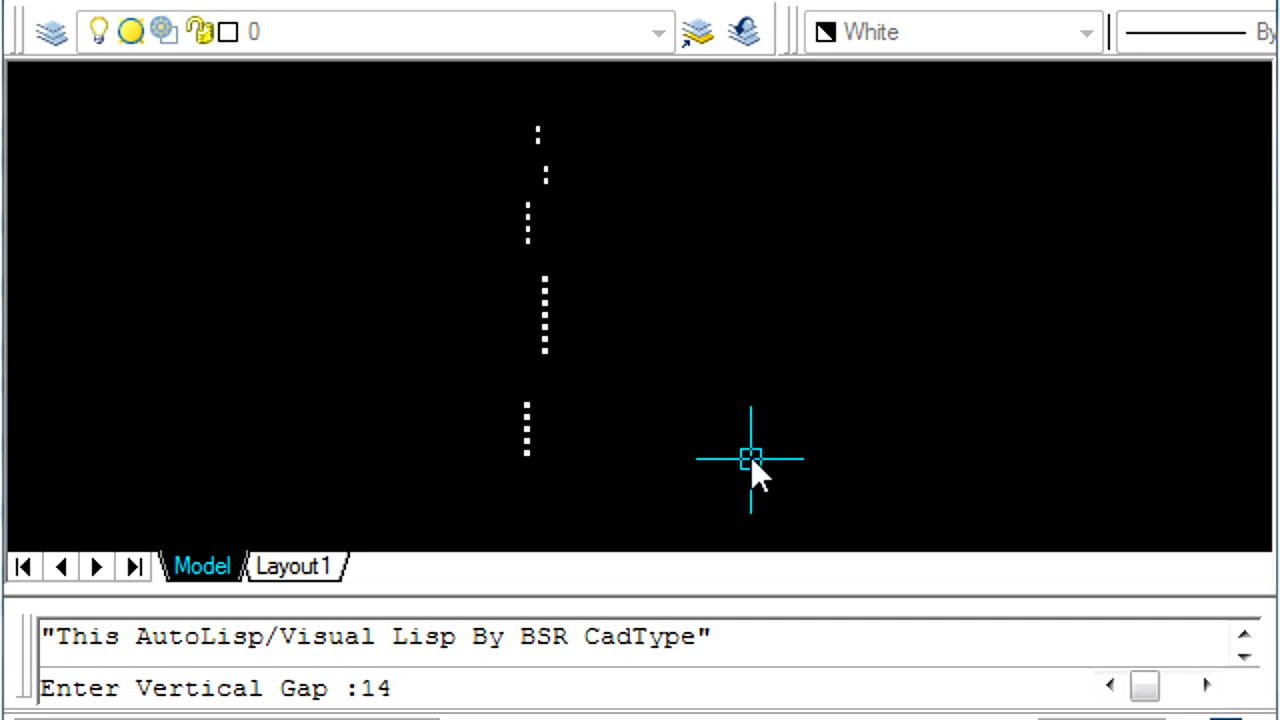 0
White
By
Model
Layout1
"This AutoLisp/Visual Lisp By BSR CadType"
Enter Vertical Gap :14